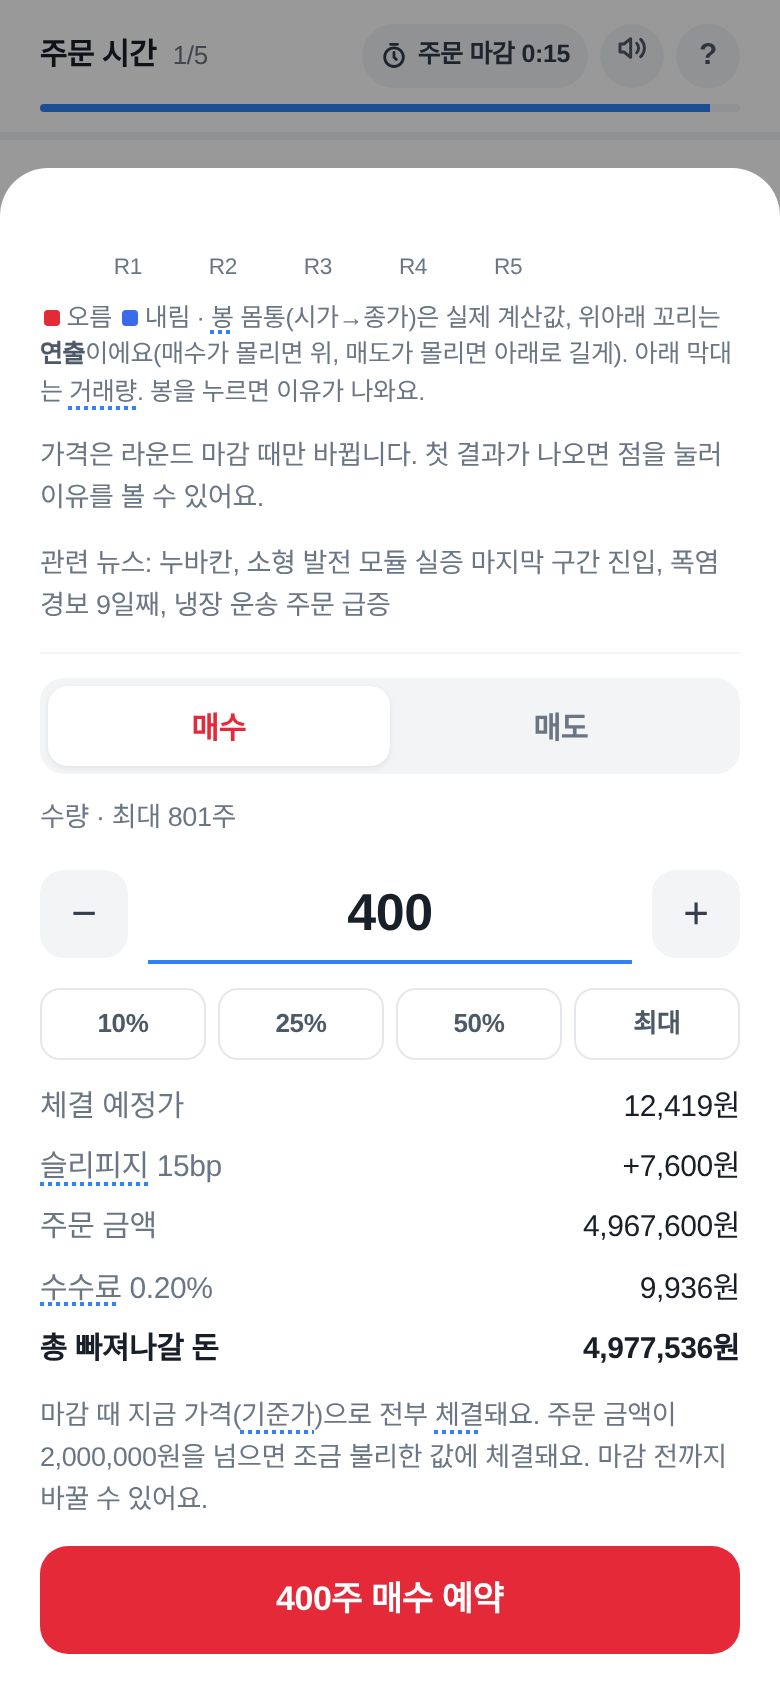 주문 시간 1/5
주문 마감 0:15
?
R1 R2 R3 R4 R5
오름 내림 · 봉 몸통(시가→종가)은 실제 계산값, 위아래 꼬리는
연출이에요(매수가 몰리면 위, 매도가 몰리면 아래로 길게). 아래 막대
는 거래량. 봉을 누르면 이유가 나와요.
가격은 라운드 마감 때만 바뀝니다. 첫 결과가 나오면 점을 눌러
이유를 볼 수 있어요.
관련 뉴스: 누바칸, 소형 발전 모듈 실증 마지막 구간 진입, 폭염
경보 9일째, 냉장 운송 주문 급증
매수 매도
수량 · 최대 801주
− 400 +
10% 25% 50% 최대
체결 예정가 12,419원
슬리피지 15bp +7,600원
주문 금액 4,967,600원
수수료 0.20% 9,936원
총 빠져나갈 돈 4,977,536원
마감 때 지금 가격(기준가)으로 전부 체결돼요. 주문 금액이
2,000,000원을 넘으면 조금 불리한 값에 체결돼요. 마감 전까지
바꿀 수 있어요.
400주 매수 예약